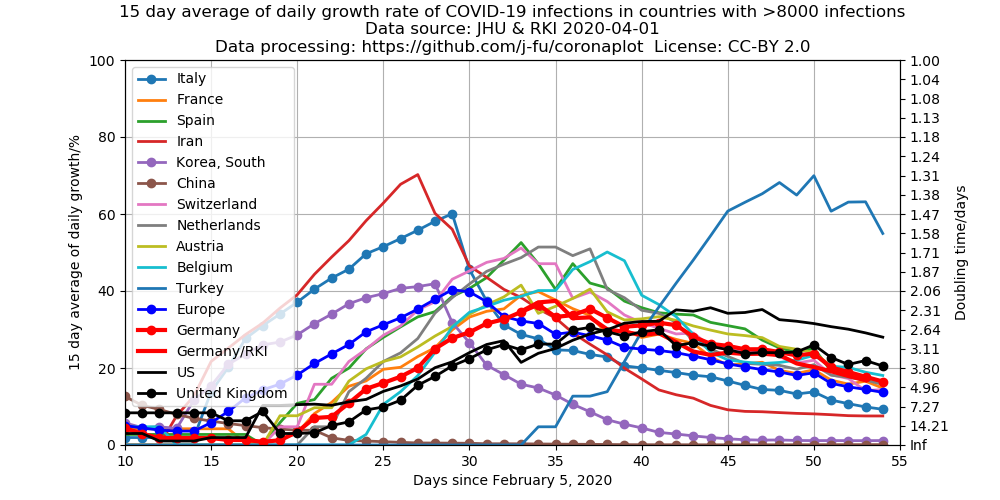 15 day average of daily growth rate of COVID-19 infections in countries with >8000 infections
Data source: JHU & RKI 2020-04-01
Data processing: https://github.com/j-fu/coronaplot  License: CC-BY 2.0
15 day average of daily growth/%
100
80
60
40
20
0
Italy
France
Spain
Iran
Korea, South
China
Switzerland
Netherlands
Austria
Belgium
Turkey
Europe
Germany
Germany/RKI
US
United Kingdom
1.00
1.04
1.08
1.13
1.18
1.24
1.31
1.38
1.47
1.58
1.71
1.87
2.06
2.31
2.64
3.11
3.80
4.96
7.27
14.21
Inf
Doubling time/days
10 15 20 25 30 35 40 45 50 55
Days since February 5, 2020